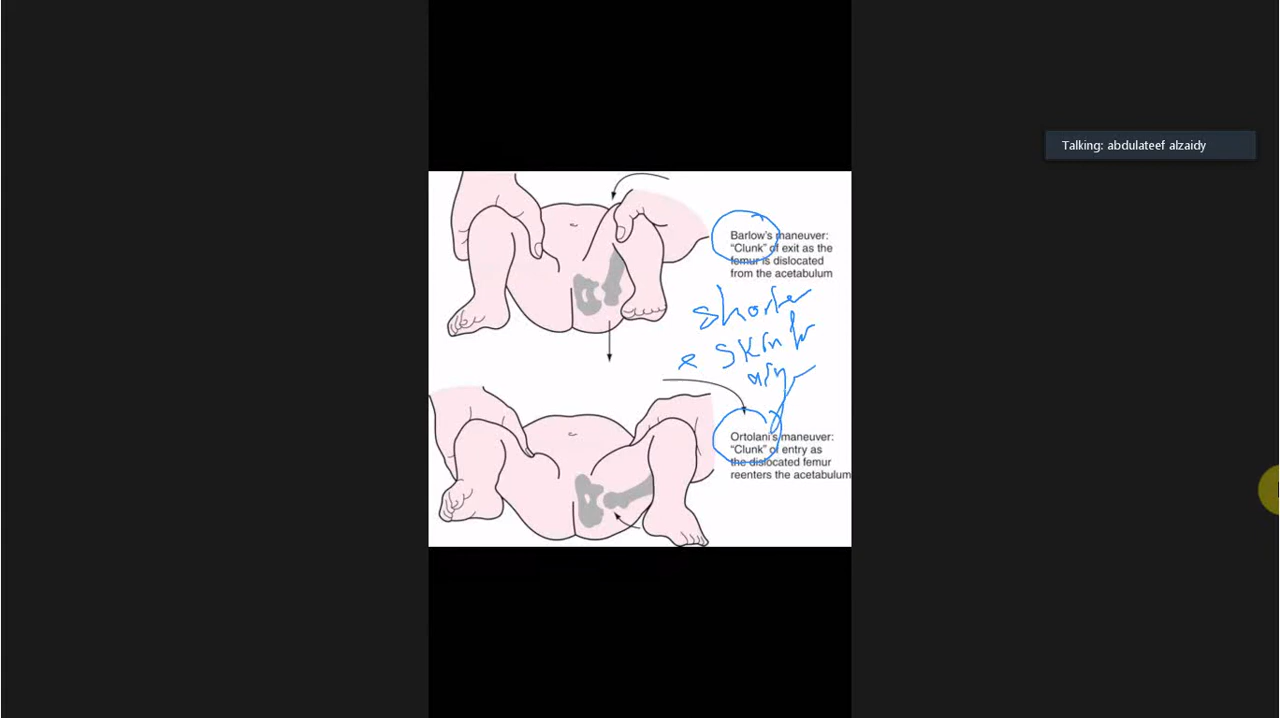 Talking: abdulateef alzaidy
Barlow's maneuver:
"Clunk" of exit as the
femur is dislocated
from the acetabulum
shorter
skin
Ortolani's maneuver:
"Clunk" of entry as
the dislocated femur
reenters the acetabulum